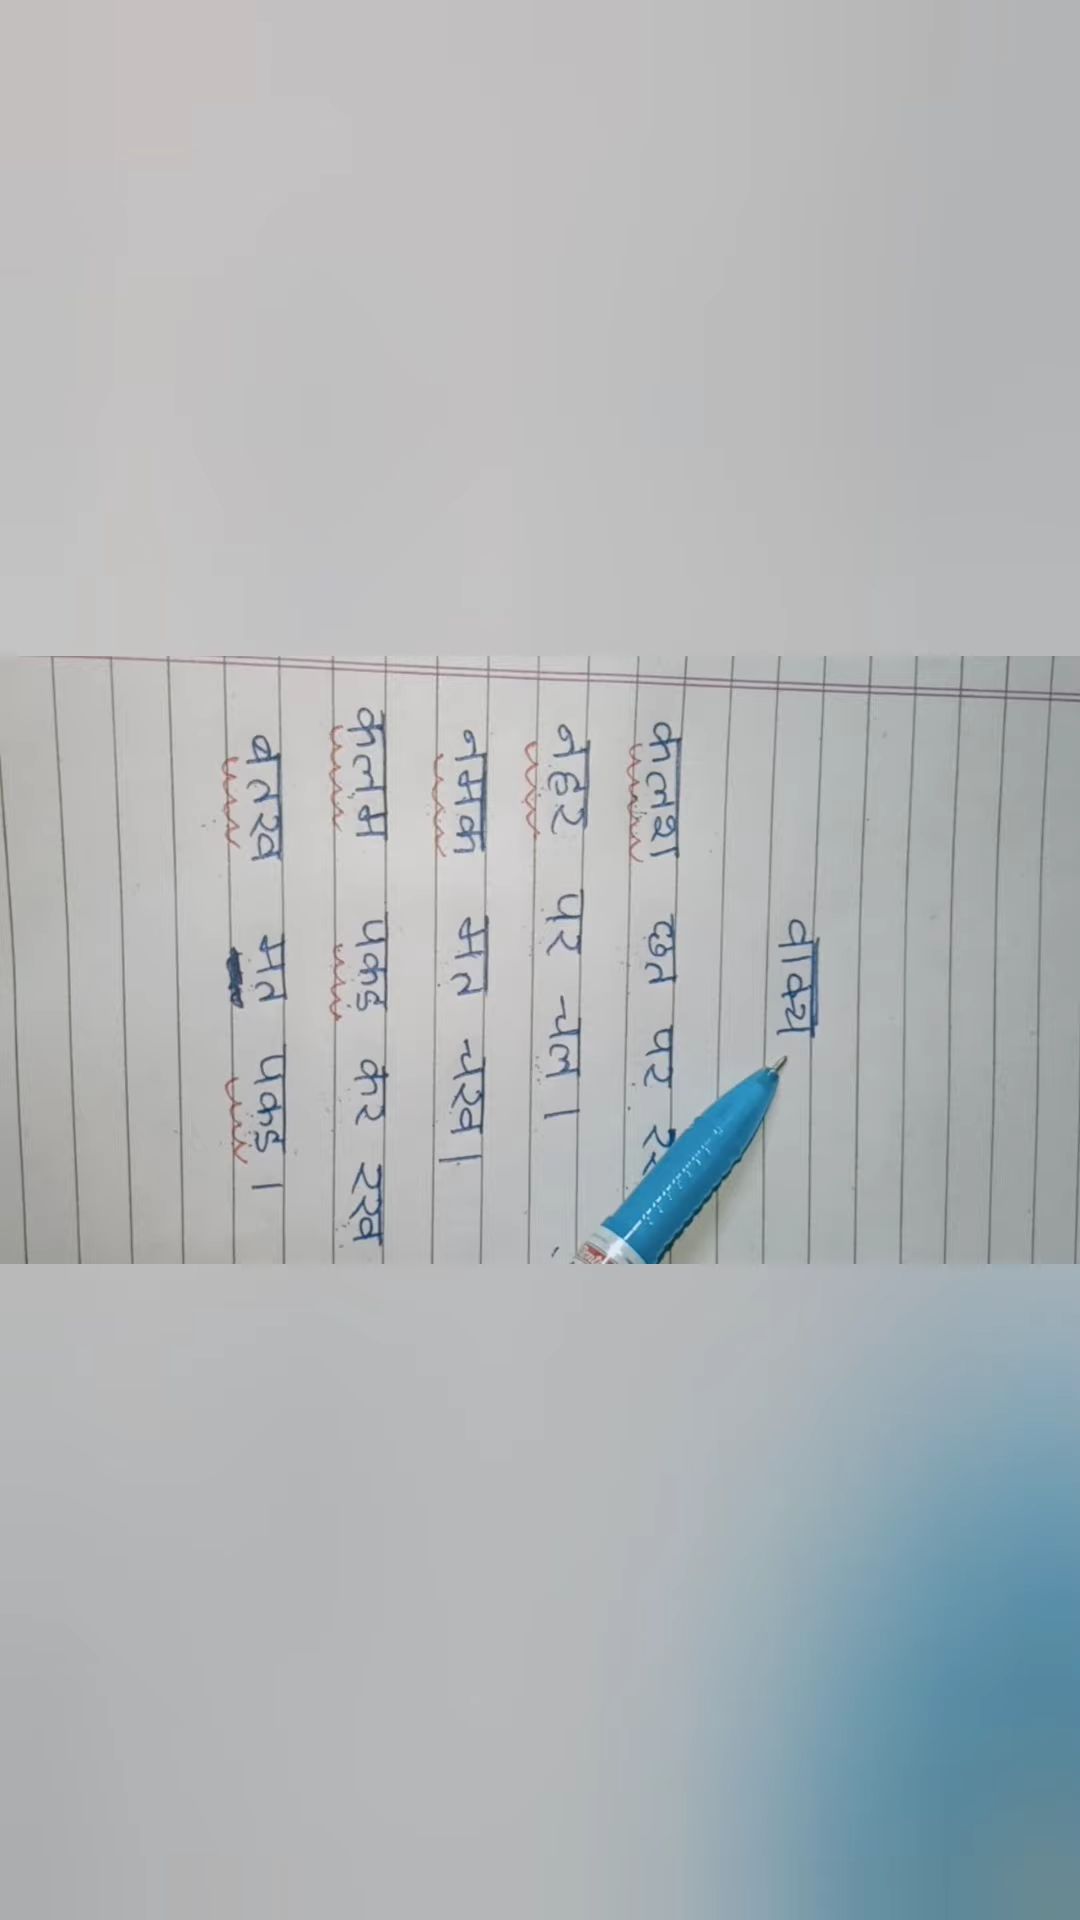 वाक्य
कलश छत पर
नहर पर चल।
नमक मत चख।
कलम पकड कर रख
बतख मत पकड।